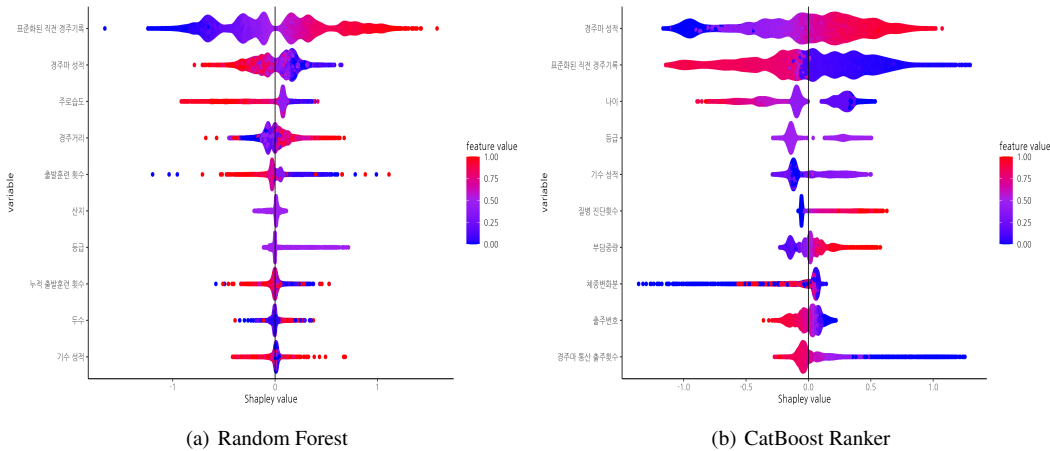 표준화된 직전 경주기록
경주마 성적
주로습도
경주거리
출발훈련 횟수
산지
등급
누적 출발훈련 횟수
두수
기수 성적
variable
-1
0
1
Shapley value
feature value
1.00
0.75
0.50
0.25
0.00
(a) Random Forest
경주마 성적
표준화된 직전 경주기록
나이
등급
기수 성적
질병 진단횟수
부담중량
체중변화분
출주번호
경주마 통산 출주횟수
variable
-1.0
-0.5
0.0
0.5
1.0
Shapley value
feature value
1.00
0.75
0.50
0.25
0.00
(b) CatBoost Ranker